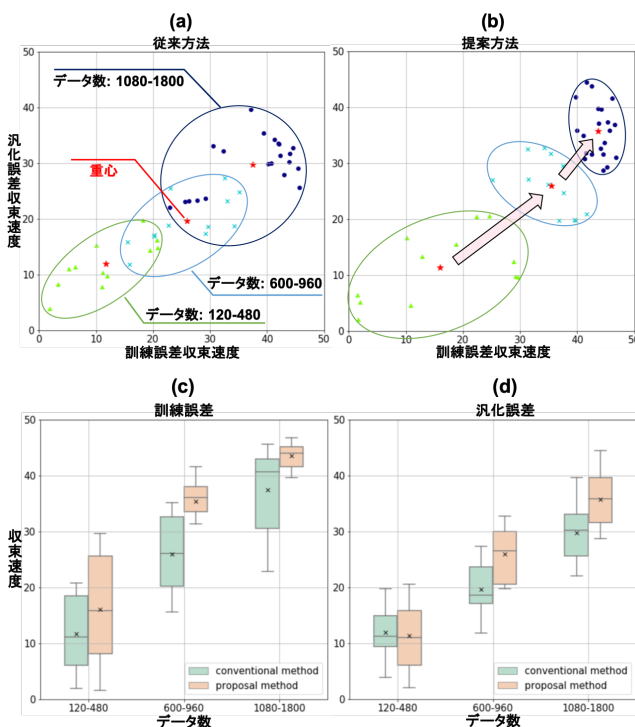 (a)
従来方法
(b)
提案方法
50
40
30
20
10
0
データ数: 1080-1800
重心
データ数: 600-960
データ数: 120-480
汎化誤差収束速度
0 10 20 30 40 50
訓練誤差収束速度
50
40
30
20
10
0
0 10 20 30 40 50
訓練誤差収束速度
(c)
訓練誤差
(d)
汎化誤差
収束速度
50
40
30
20
10
0
conventional method
proposal method
120-480 600-960 1080-1800
データ数
50
40
30
20
10
0
conventional method
proposal method
120-480 600-960 1080-1800
データ数